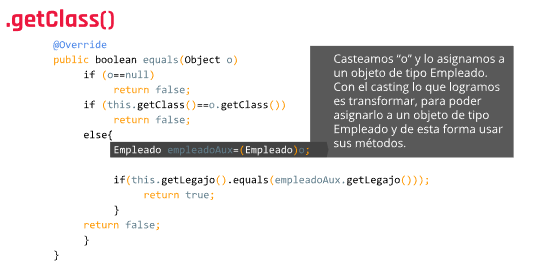 .getClass()
@Override
public boolean equals(Object o)
if (o==null)
return false;
if (this.getClass()==o.getClass())
return false;
else{
Empleado empleadoAux=(Empleado)o;
if(this.getLegajo().equals(empleadoAux.getLegajo()));
return true;
}
return false;
}
}
Casteamos “o” y lo asignamos a
un objeto de tipo Empleado.
Con el casting lo que logramos
es transformar, para poder
asignarlo a un objeto de tipo
Empleado y de esta forma usar
sus métodos.